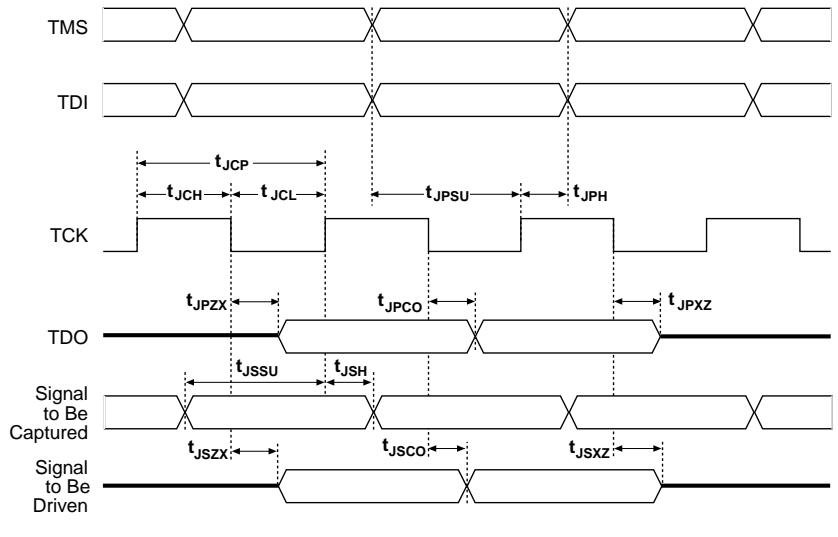 TMS
TDI
tJCP
tJCH
tJCL
tJPSU
tJPH
TCK
tJPZX
tJPCO
tJPXZ
TDO
tJSSU
tJSH
Signal
to Be
Captured
tJSZX
tJSCO
tJSXZ
Signal
to Be
Driven